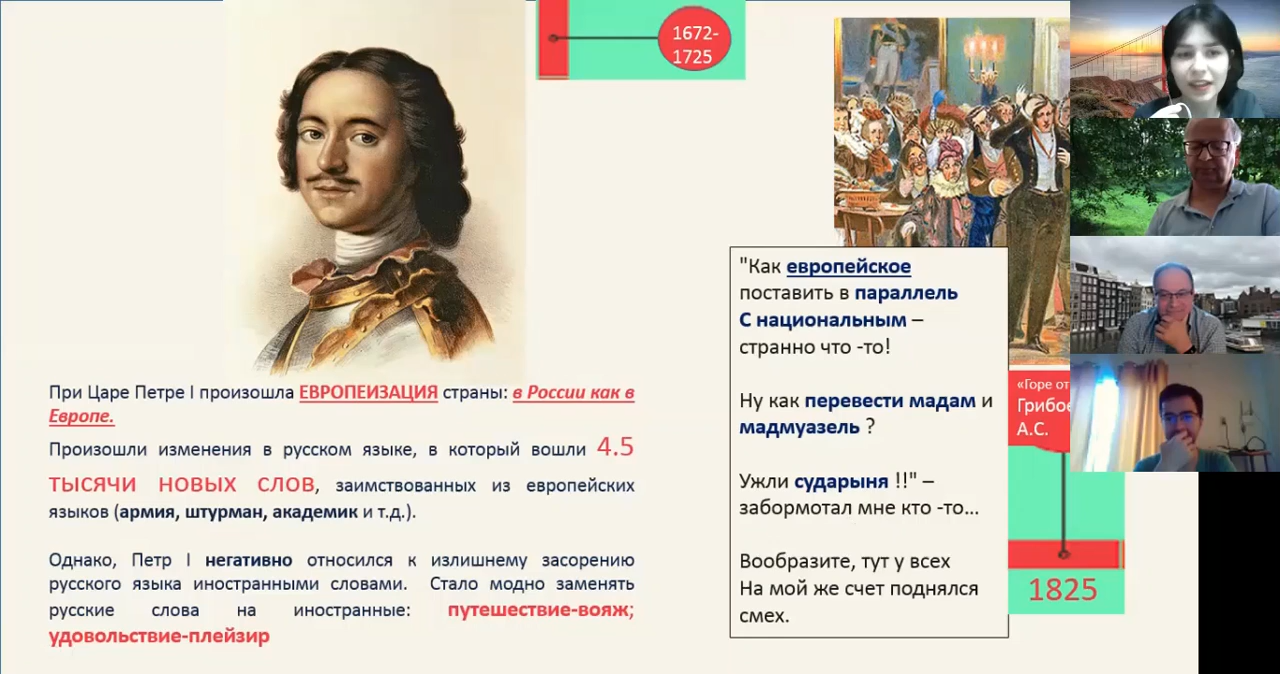 1672-
1725
При Царе Петре I произошла ЕВРОПЕИЗАЦИЯ страны: в России как в
Европе.
Произошли изменения в русском языке, в который вошли 4.5
тысячи новых слов, заимствованных из европейских
языков (армия, штурман, академик и т.д.).
Однако, Петр I негативно относился к излишнему засорению
русского языка иностранными словами. Стало модно заменять
русские слова на иностранные: путешествие-вояж;
удовольствие-плейзир
"Как европейское
поставить в параллель
С национальным –
странно что -то!
Ну как перевести мадам и
мадмуазель ?
Ужли сударыня !!" –
забормотал мне кто -то...
Вообразите, тут у всех
На мой же счет поднялся
смех.
«Горе от
Грибое
А.С.
1825